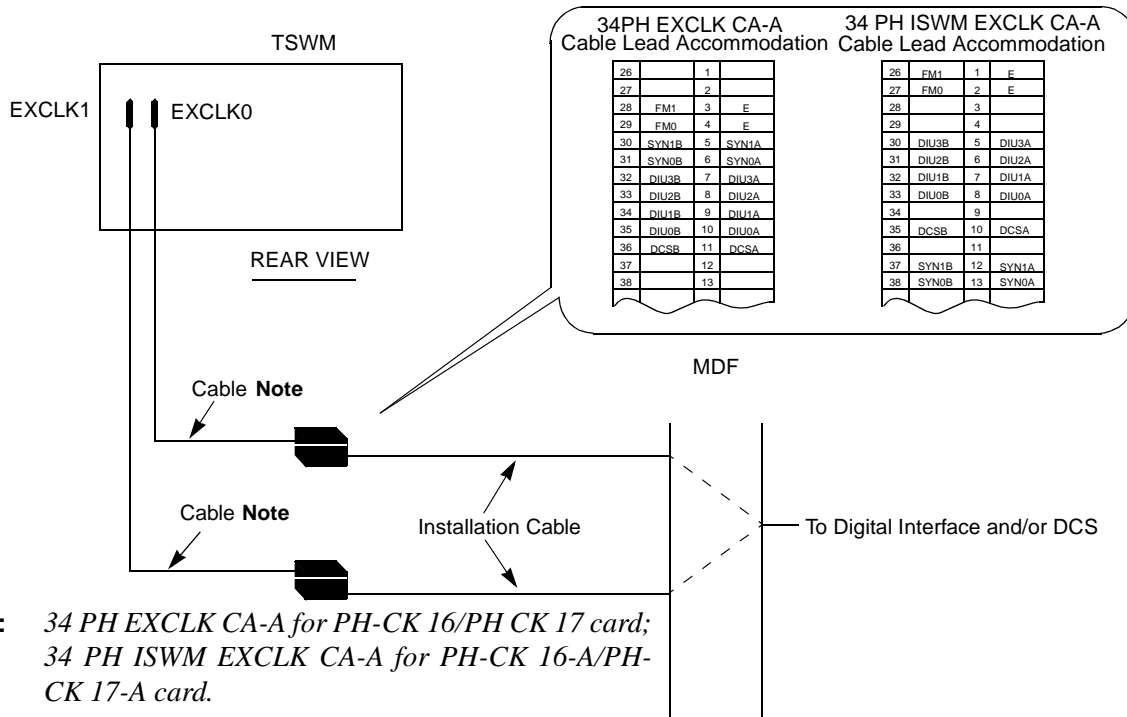 TSWM
EXCLK1
EXCLK0
REAR VIEW
34PH EXCLK CA-A
Cable Lead Accommodation
26 1
27 2
28 FM1 3 E
29 FM0 4 E
30 SYN1B 5 SYN1A
31 SYN0B 6 SYN0A
32 DIU3B 7 DIU3A
33 DIU2B 8 DIU2A
34 DIU1B 9 DIU1A
35 DIU0B 10 DIU0A
36 DCSB 11 DCSA
37 12
38 13
34 PH ISWM EXCLK CA-A
Cable Lead Accommodation
26 FM1 1 E
27 FM0 2 E
28 3
29 4
30 DIU3B 5 DIU3A
31 DIU2B 6 DIU2A
32 DIU1B 7 DIU1A
33 DIU0B 8 DIU0A
34 9
35 DCSB 10 DCSA
36 11
37 SYN1B 12 SYN1A
38 SYN0B 13 SYN0A
MDF
Cable Note
Cable Note
Installation Cable
To Digital Interface and/or DCS
: 34 PH EXCLK CA-A for PH-CK 16/PH CK 17 card;
34 PH ISWM EXCLK CA-A for PH-CK 16-A/PH-
CK 17-A card.